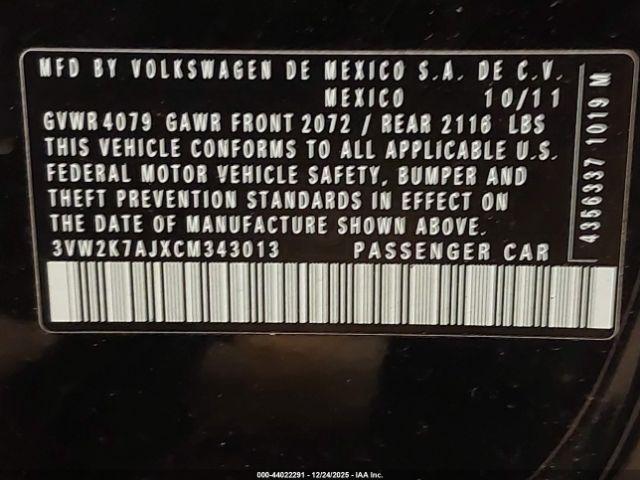 MFD BY VOLKSWAGEN DE MEXICO S.A. DE C.V.
MEXICO 10/11
GVWR 4079 GAWR FRONT 2072 / REAR 2116 LBS
THIS VEHICLE CONFORMS TO ALL APPLICABLE U.S.
FEDERAL MOTOR VEHICLE SAFETY, BUMPER AND
THEFT PREVENTION STANDARDS IN EFFECT ON
THE DATE OF MANUFACTURE SHOWN ABOVE.
3VW2K7AJXCM343013 PASSENGER CAR
4356337 1019 M
000-44022291 - 12/24/2025 - IAA Inc.